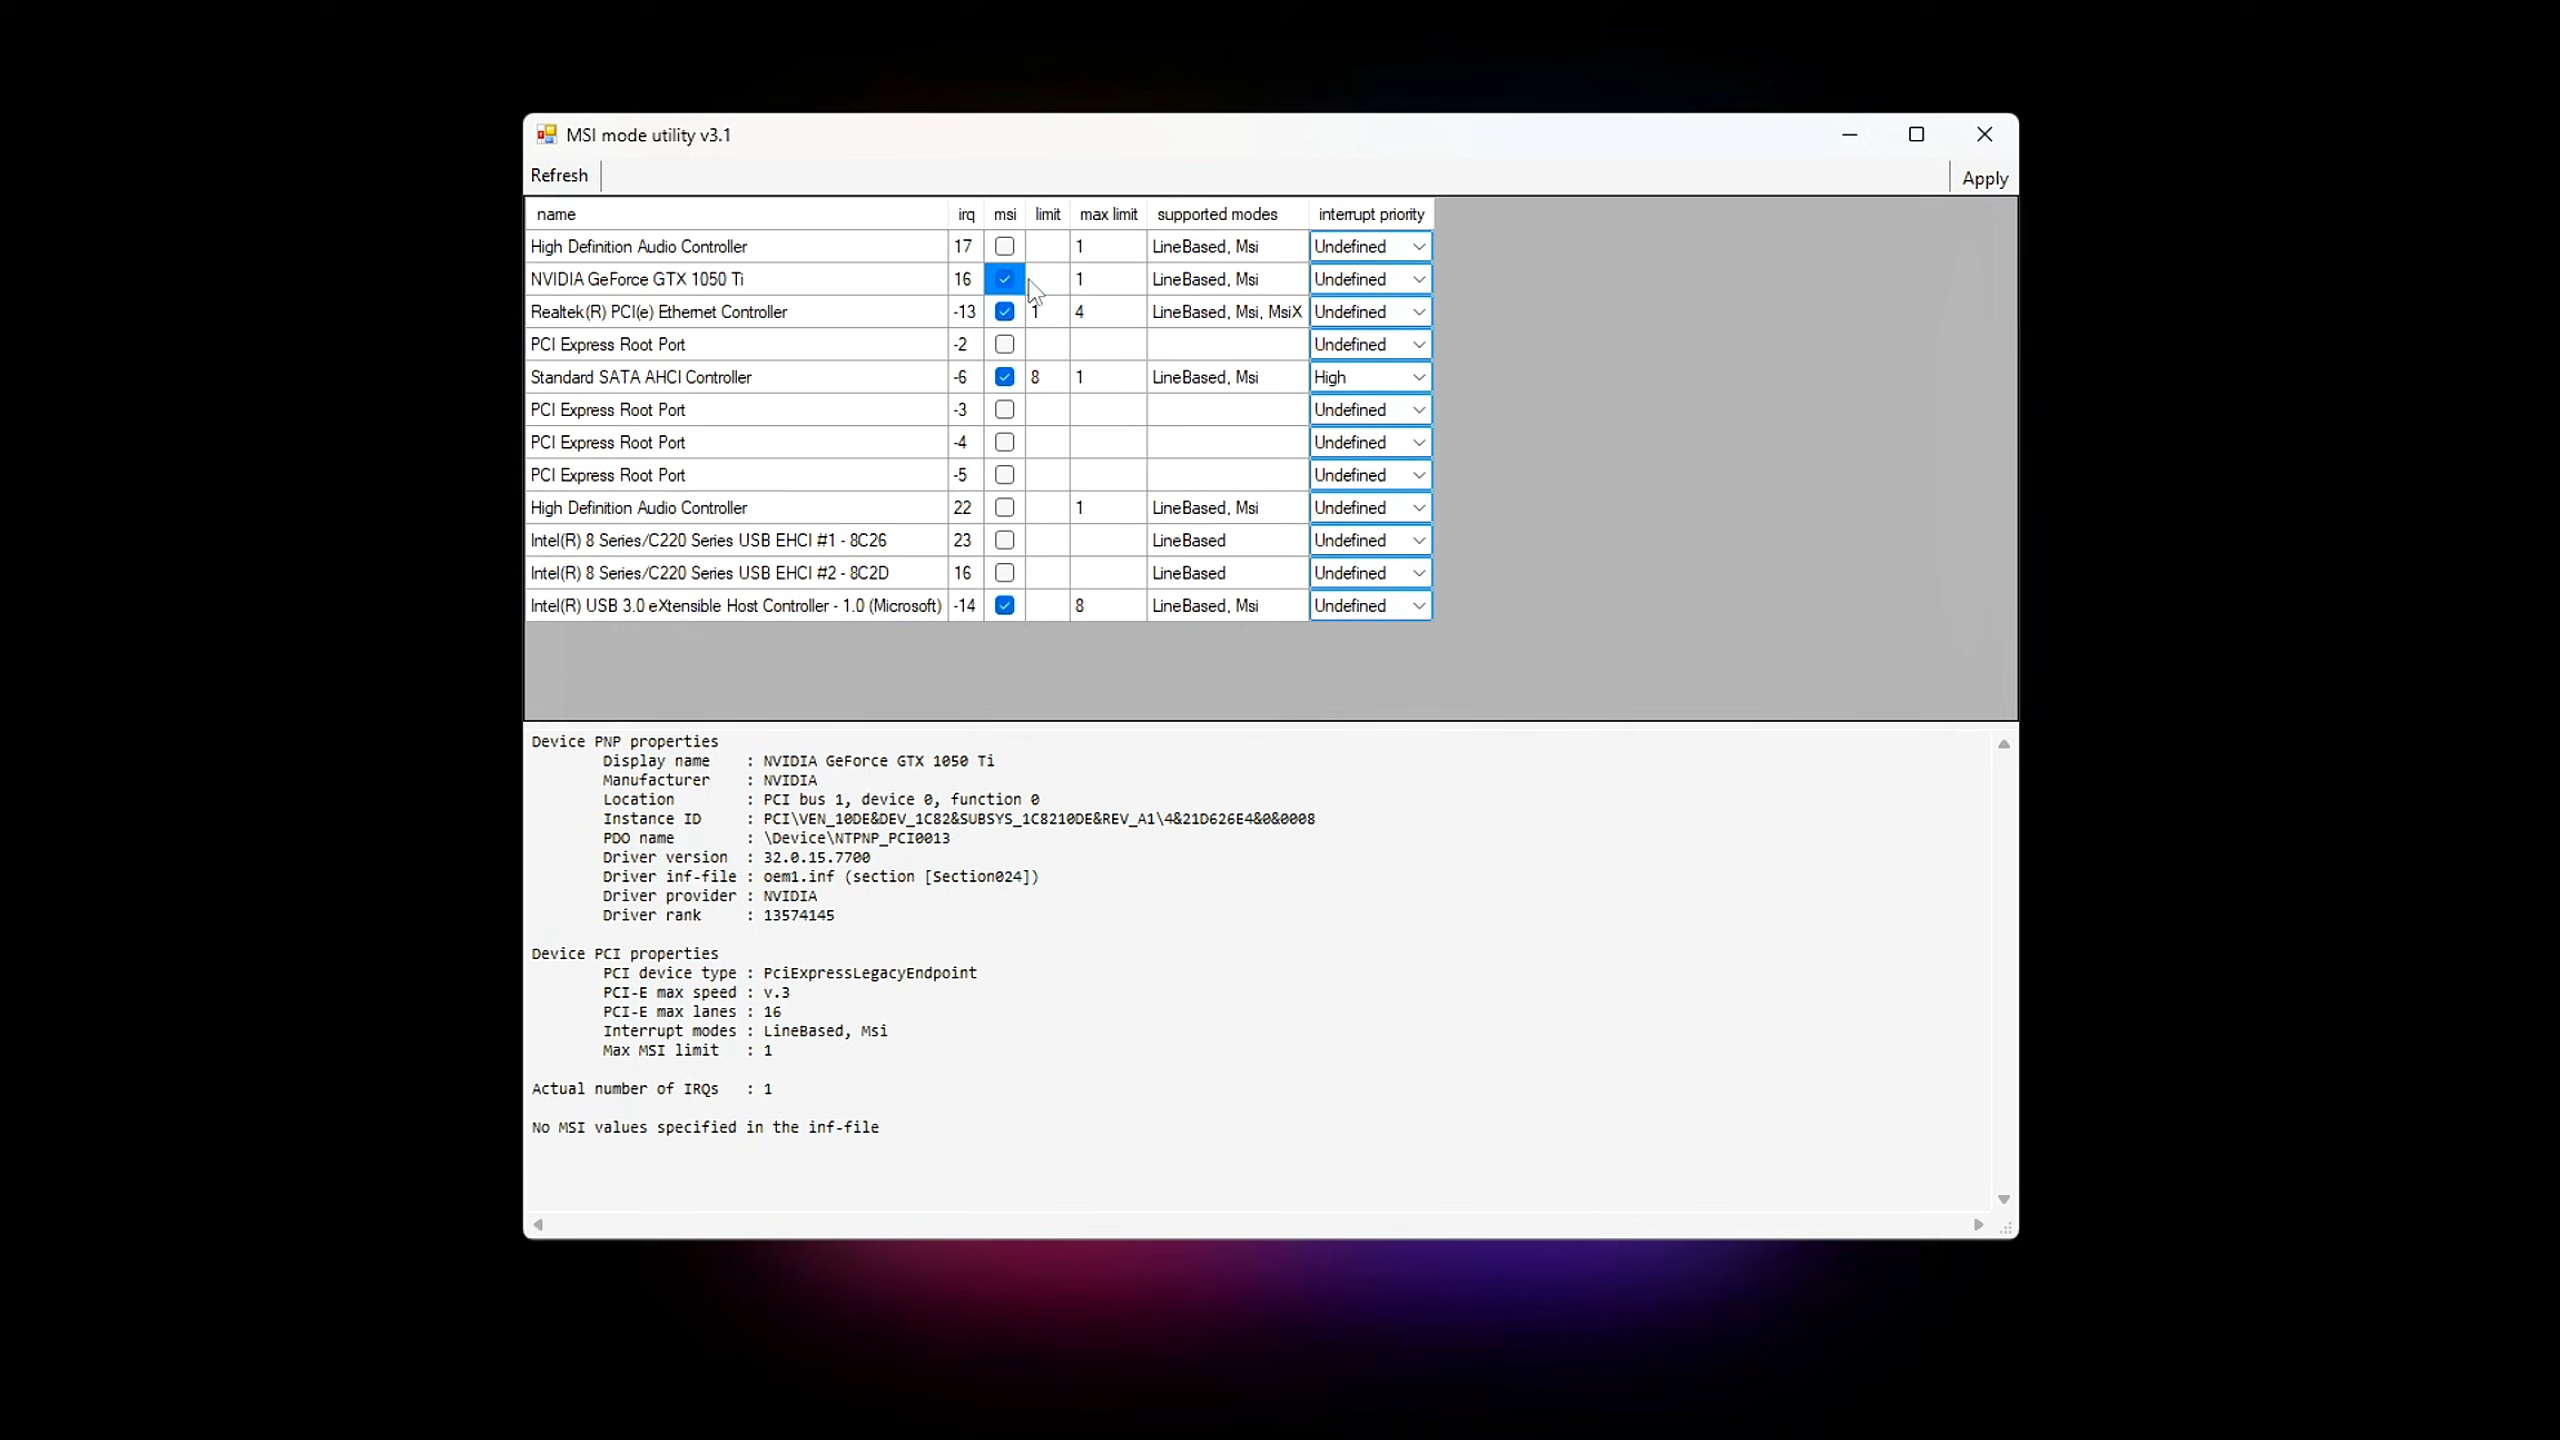 MSI mode utility v3.1
Refresh Apply
name irq msi limit max limit supported modes interrupt priority
High Definition Audio Controller 17 1 LineBased, Msi Undefined
NVIDIA GeForce GTX 1050 Ti 16 1 LineBased, Msi Undefined
Realtek(R) PCI(e) Ethernet Controller -13 1 4 LineBased, Msi, MsiX Undefined
PCI Express Root Port -2 Undefined
Standard SATA AHCI Controller -6 8 1 LineBased, Msi High
PCI Express Root Port -3 Undefined
PCI Express Root Port -4 Undefined
PCI Express Root Port -5 Undefined
High Definition Audio Controller 22 1 LineBased, Msi Undefined
Intel(R) 8 Series/C220 Series USB EHCI #1 - 8C26 23 LineBased Undefined
Intel(R) 8 Series/C220 Series USB EHCI #2 - 8C2D 16 LineBased Undefined
Intel(R) USB 3.0 eXtensible Host Controller - 1.0 (Microsoft) -14 8 LineBased, Msi Undefined
Device PNP properties
Display name : NVIDIA GeForce GTX 1050 Ti
Manufacturer : NVIDIA
Location : PCI bus 1, device 0, function 0
Instance ID : PCI\VEN_10DE&DEV_1C82&SUBSYS_1C8210DE&REV_A1\4&21D626E4&0&0008
PDO name : \Device\NTPNP_PCI0013
Driver version : 32.0.15.7700
Driver inf-file : oem1.inf (section [Section024])
Driver provider : NVIDIA
Driver rank : 13574145
Device PCI properties
PCI device type : PciExpressLegacyEndpoint
PCI-E max speed : v.3
PCI-E max lanes : 16
Interrupt modes : LineBased, Msi
Max MSI limit : 1
Actual number of IRQs : 1
No MSI values specified in the inf-file